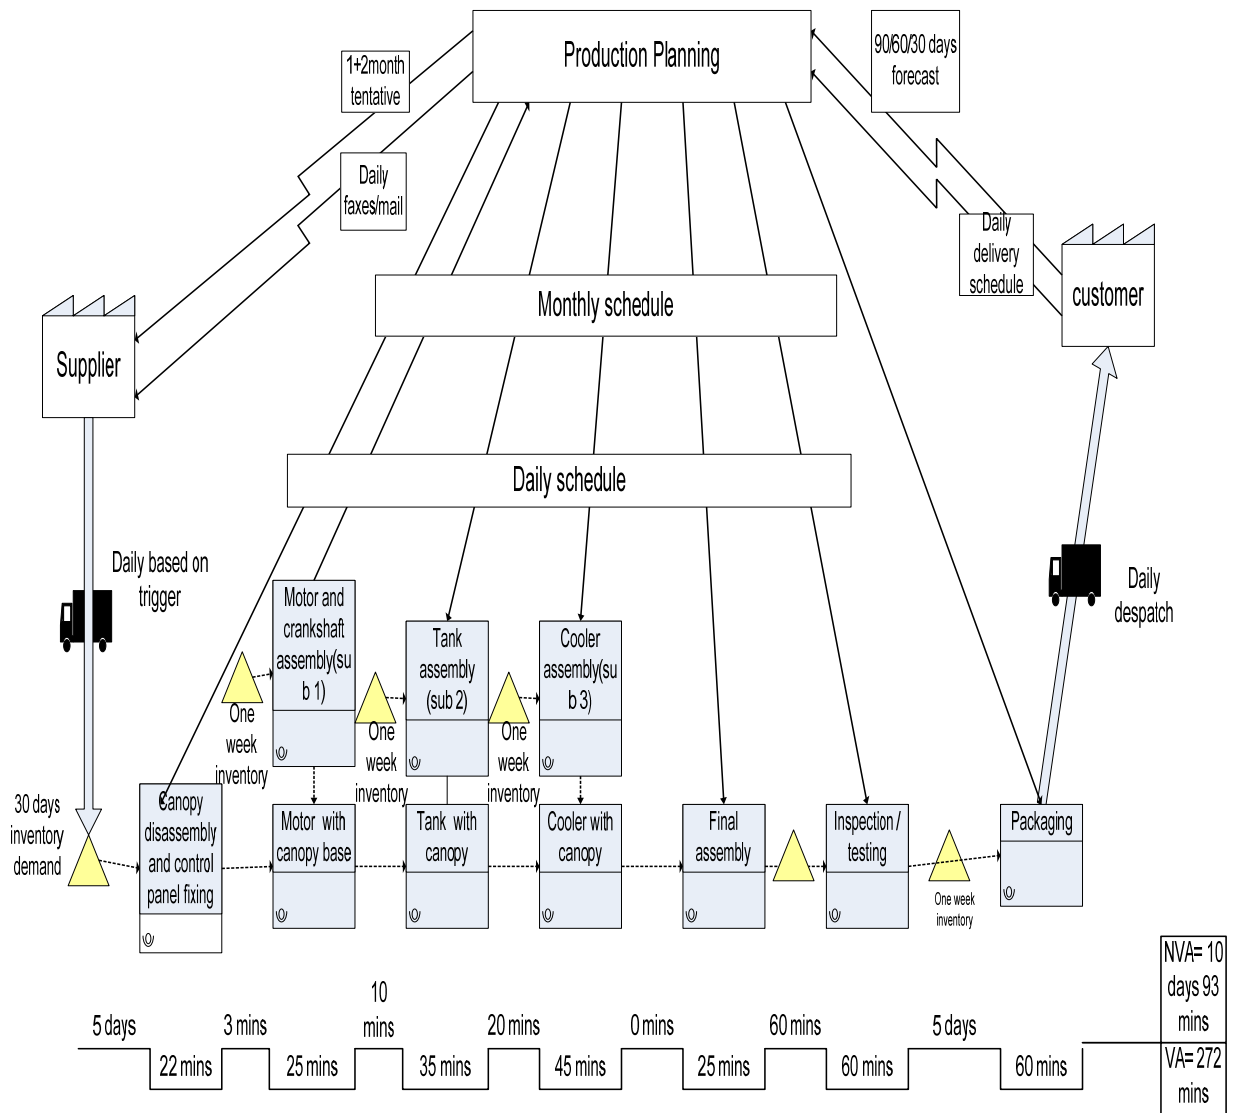 Production Planning
1+2month
tentative
90/60/30 days
forecast
Daily
faxes/mail
Daily
delivery
schedule
customer
Monthly schedule
Supplier
Daily schedule
Daily based on
trigger
Daily
despatch
Motor and
crankshaft
assembly(su
b 1)
Tank
assembly
(sub 2)
Cooler
assembly(su
b 3)
One
week
inventory
One
week
inventory
One
week
inventory
30 days
inventory
demand
Canopy
disassembly
and control
panel fixing
Motor with
canopy base
Tank with
canopy
Cooler with
canopy
Final
assembly
Inspection /
testing
Packaging
One week
inventory
5 days
3 mins
10
mins
20 mins
0 mins
60 mins
5 days
NVA= 10
days 93
mins
22 mins
25 mins
35 mins
45 mins
25 mins
60 mins
60 mins
VA= 272
mins